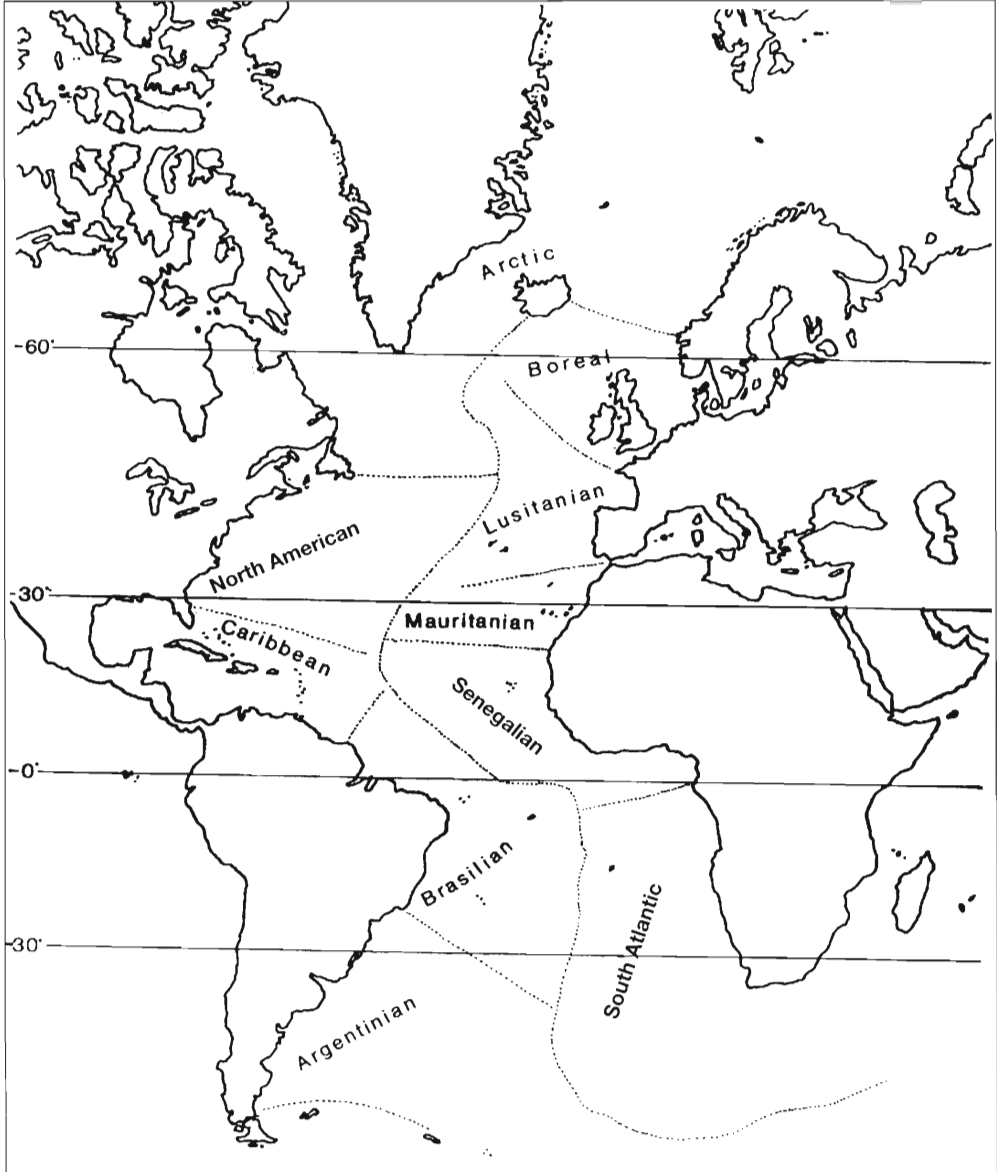 Arctic
-60°
Boreal
Lusitanian
North American
-30°
Mauritanian
Caribbean
Senegalian
-0°
Brasilian
South Atlantic
-30°
Argentinian